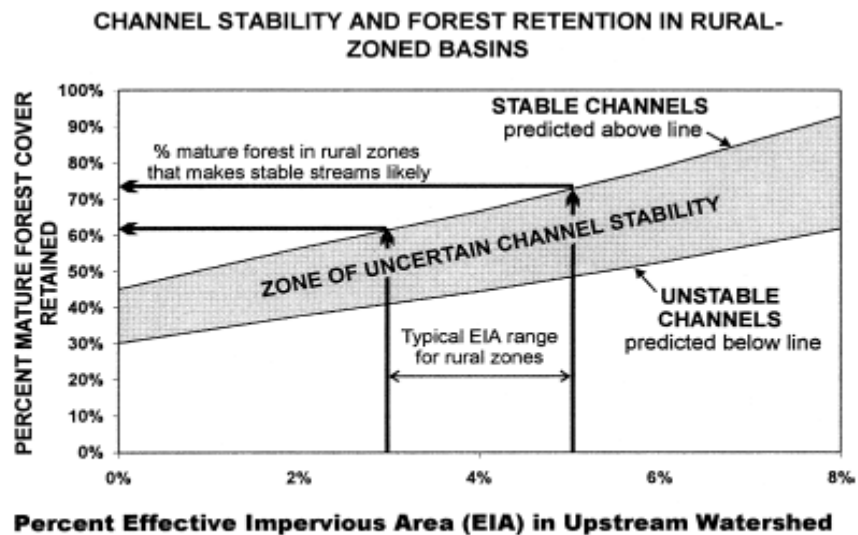 CHANNEL STABILITY AND FOREST RETENTION IN RURAL-
ZONED BASINS
PERCENT MATURE FOREST COVER
RETAINED
100%
90%
80%
70%
60%
50%
40%
30%
20%
10%
0%
STABLE CHANNELS
predicted above line
% mature forest in rural zones
that makes stable streams likely
ZONE OF UNCERTAIN CHANNEL STABILITY
UNSTABLE
CHANNELS
predicted below line
Typical EIA range
for rural zones
0%
2%
4%
6%
8%
Percent Effective Impervious Area (EIA) in Upstream Watershed